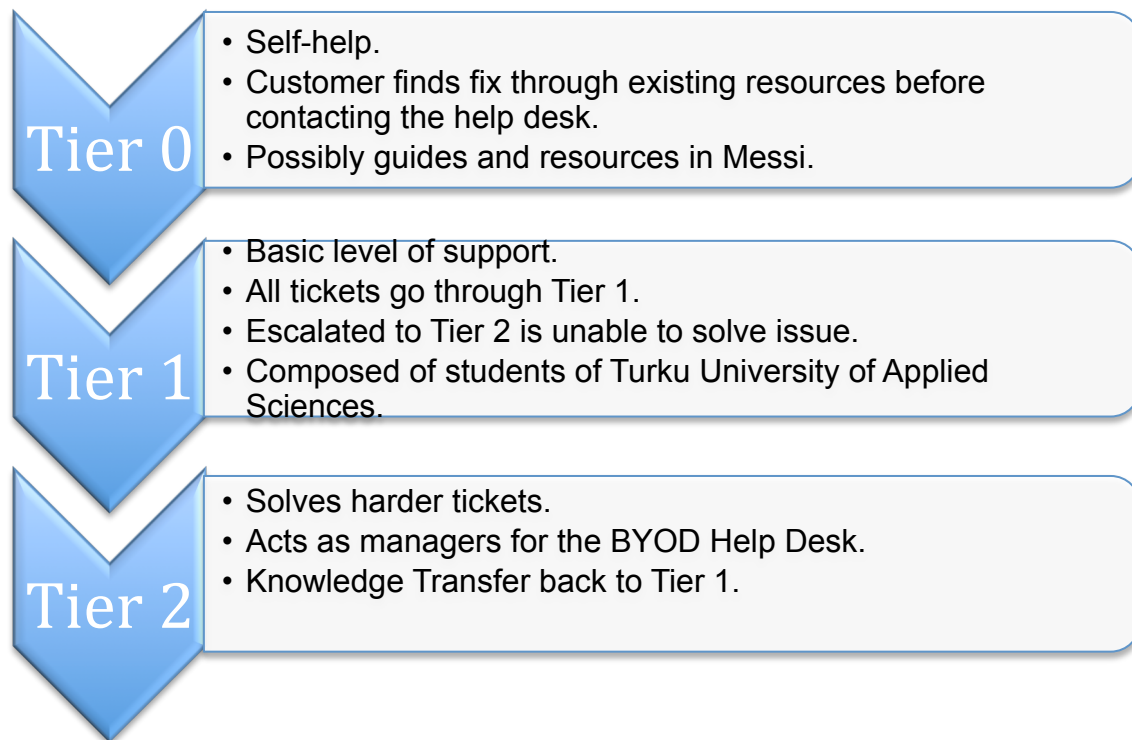 Tier 0
• Self-help.
• Customer finds fix through existing resources before
contacting the help desk.
• Possibly guides and resources in Messi.
Tier 1
• Basic level of support.
• All tickets go through Tier 1.
• Escalated to Tier 2 is unable to solve issue.
• Composed of students of Turku University of Applied
Sciences.
Tier 2
• Solves harder tickets.
• Acts as managers for the BYOD Help Desk.
• Knowledge Transfer back to Tier 1.